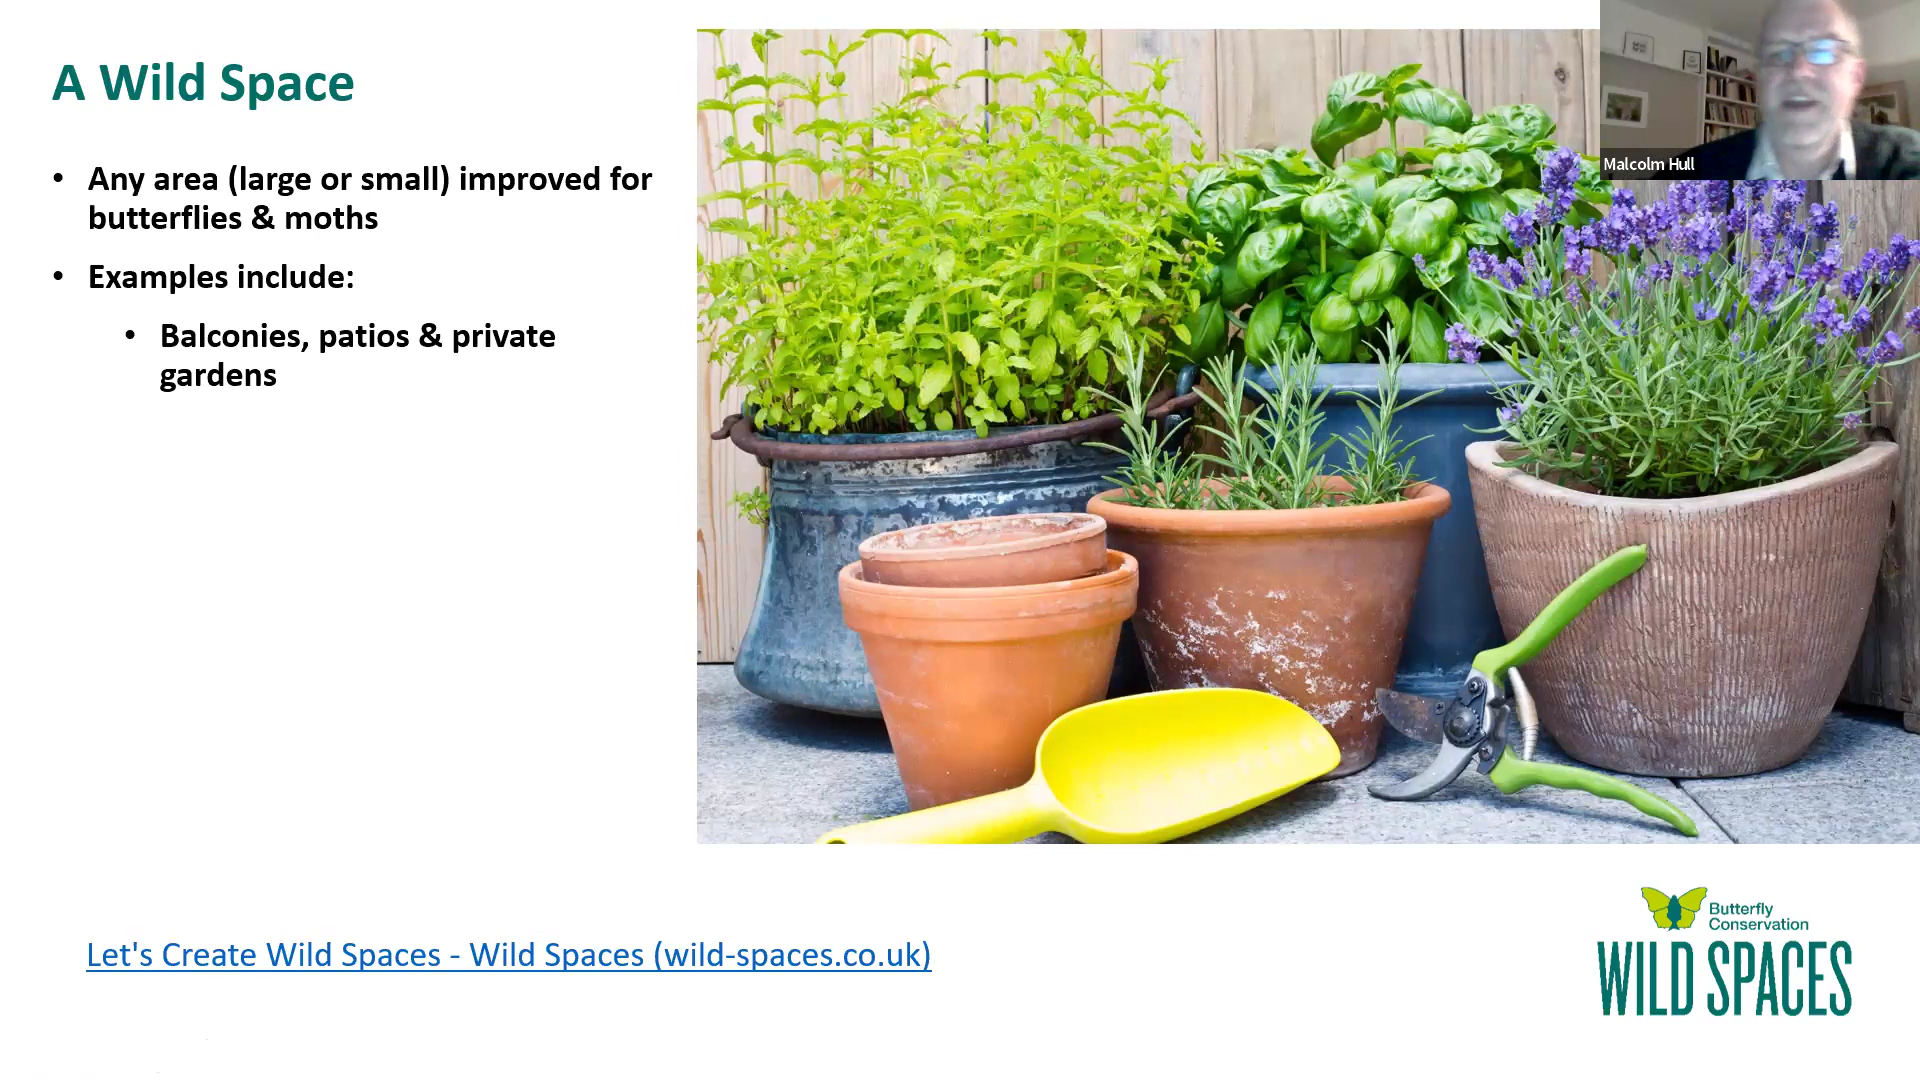 A Wild Space
• Any area (large or small) improved for
butterflies & moths
• Examples include:
• Balconies, patios & private
gardens
Malcolm Hull
Let's Create Wild Spaces - Wild Spaces (wild-spaces.co.uk)
Butterfly
Conservation
WILD SPACES